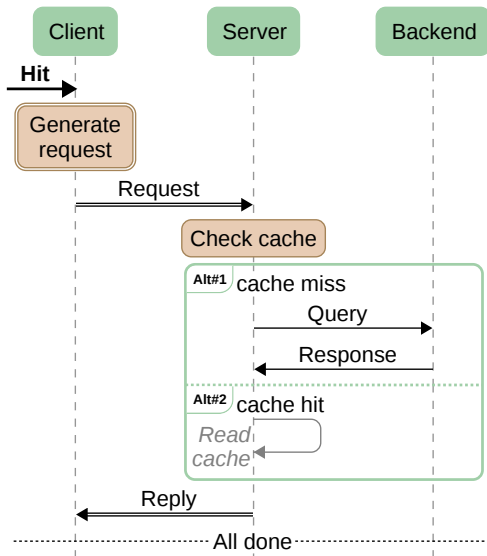 Client
Server
Backend
Hit
Generate
request
Request
Check cache
Alt#1 cache miss
Query
Response
Alt#2 cache hit
Read
cache
Reply
All done